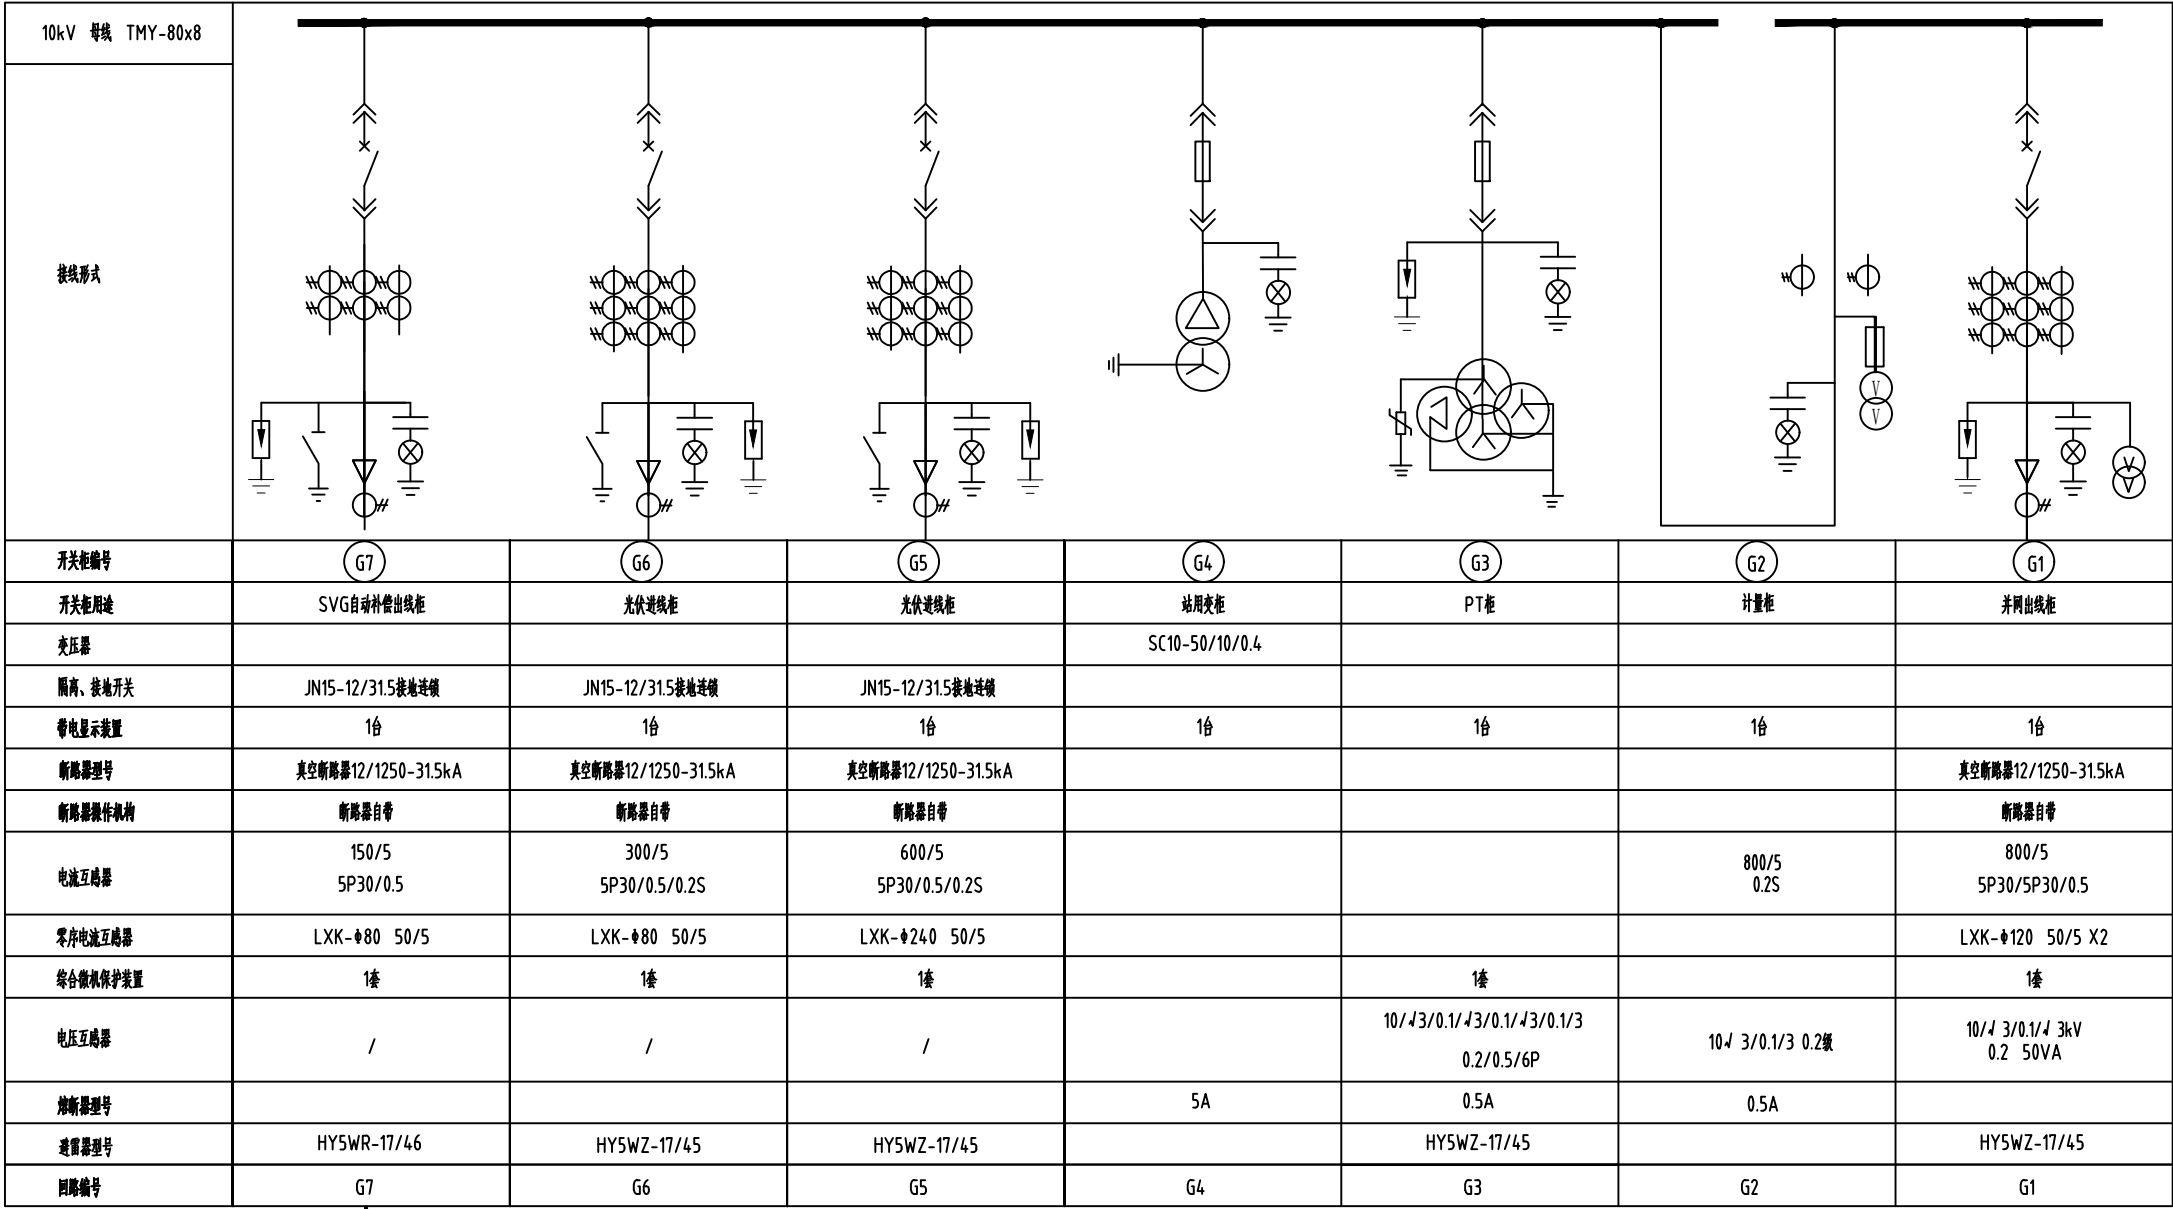 10kV 母线 TMY-80x8
接线形式
V
V
V
V
开关柜编号 G7 G6 G5 G4 G3 G2 G1
开关柜用途 SVG自动补偿出线柜 光伏进线柜 光伏进线柜 站用变柜 PT柜 计量柜 并网出线柜
变压器 SC10-50/10/0.4
隔离、接地开关 JN15-12/31.5接地连锁 JN15-12/31.5接地连锁 JN15-12/31.5接地连锁
带电显示装置 1台 1台 1台 1台 1台 1台 1台
断路器型号 真空断路器12/1250-31.5kA 真空断路器12/1250-31.5kA 真空断路器12/1250-31.5kA 真空断路器12/1250-31.5kA
断路器操作机构 断路器自带 断路器自带 断路器自带 断路器自带
电流互感器 150/5 300/5 600/5 800/5 800/5
5P30/0.5 5P30/0.5/0.2S 5P30/0.5/0.2S 0.2S 5P30/5P30/0.5
零序电流互感器 LXK-Φ80 50/5 LXK-Φ80 50/5 LXK-Φ240 50/5 LXK-Φ120 50/5 X2
综合微机保护装置 1套 1套 1套 1套 1套
电压互感器 / / / 10/√3/0.1/√3/0.1/√3/0.1/3 10√ 3/0.1/3 0.2级 10/√ 3/0.1/√ 3kV
0.2/0.5/6P 0.2 50VA
熔断器型号 5A 0.5A 0.5A
避雷器型号 HY5WR-17/46 HY5WZ-17/45 HY5WZ-17/45 HY5WZ-17/45 HY5WZ-17/45
回路编号 G7 G6 G5 G4 G3 G2 G1